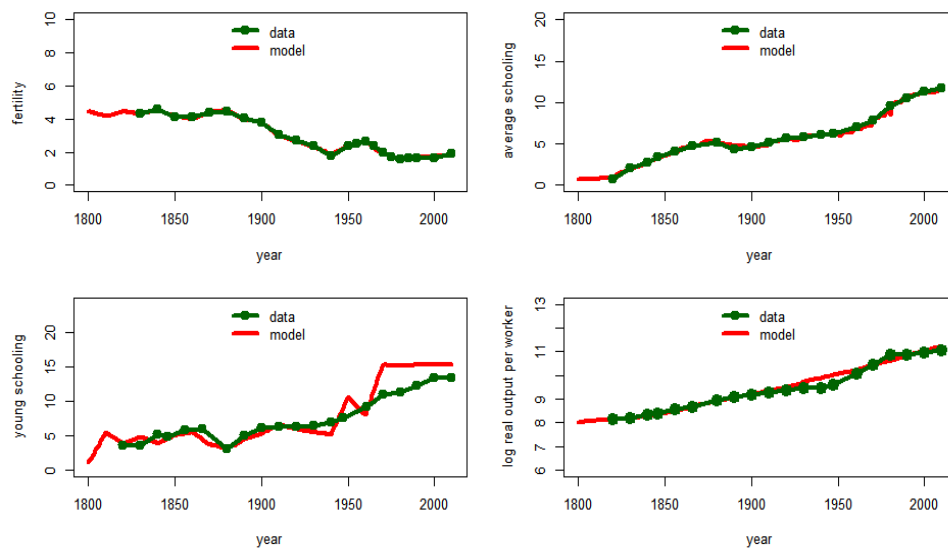 fertility
10
8
6
4
2
0
data
model
1800 1850 1900 1950 2000
year
average schooling
20
15
10
5
0
data
model
1800 1850 1900 1950 2000
year
young schooling
20
15
10
5
0
data
model
1800 1850 1900 1950 2000
year
log real output per worker
13
11
9
8
7
6
data
model
1800 1850 1900 1950 2000
year